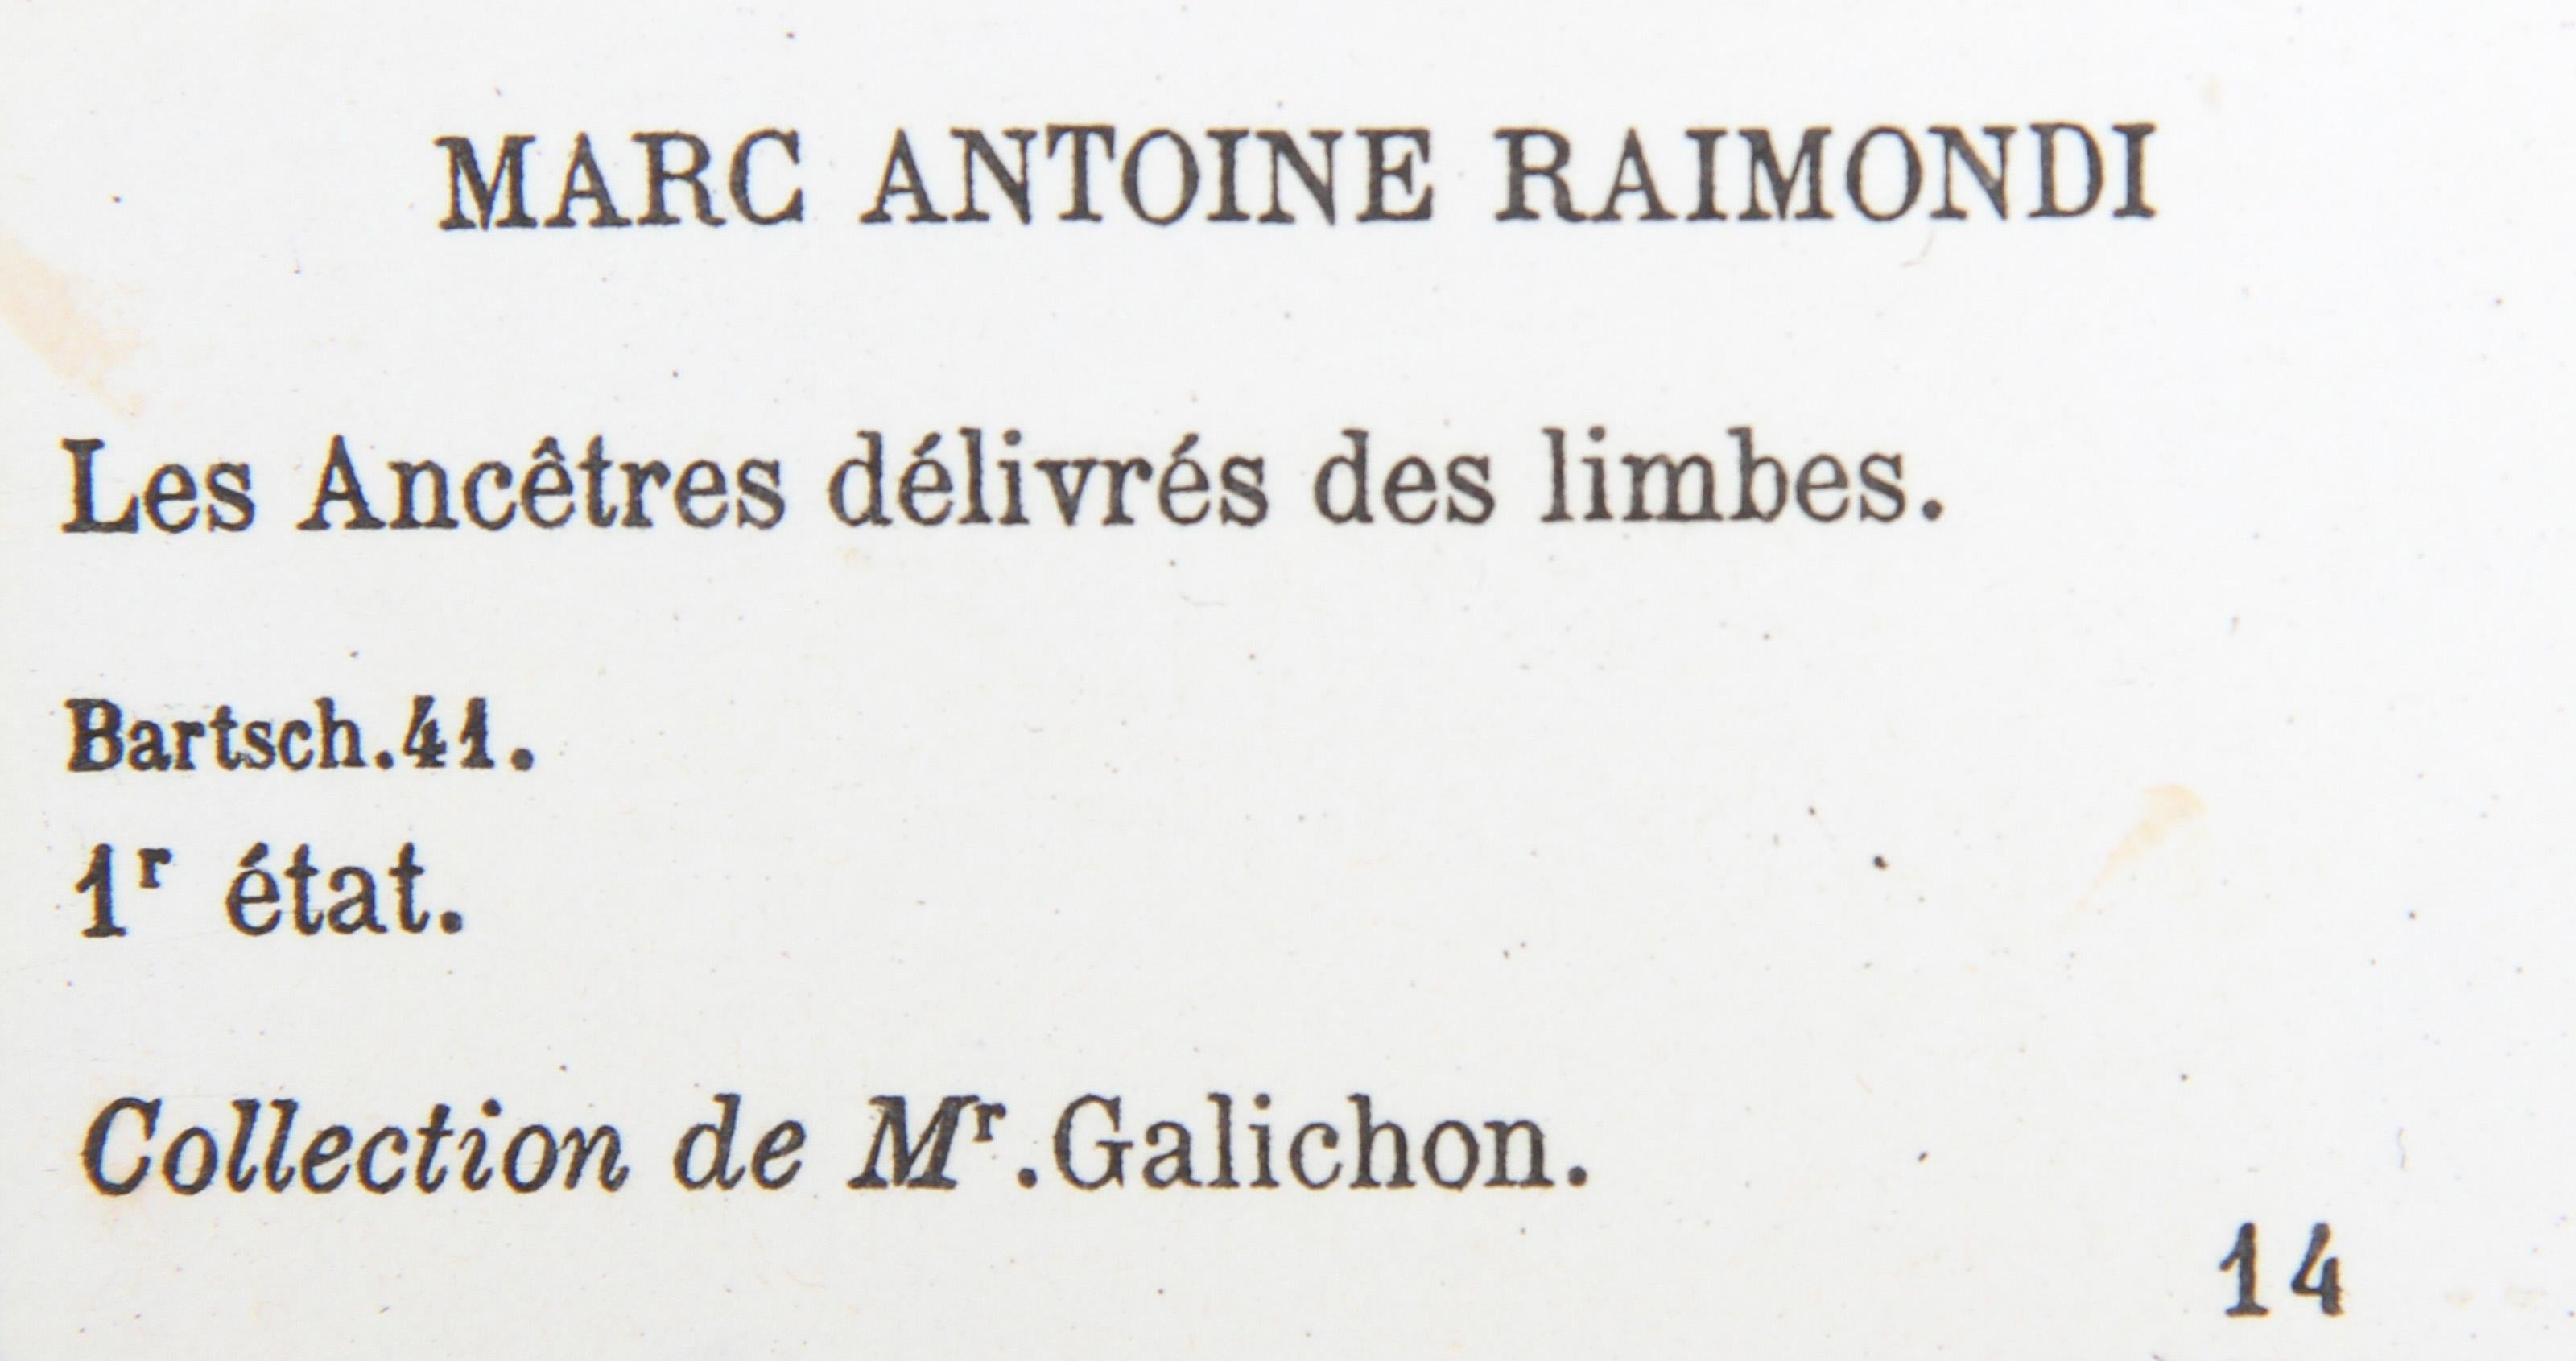 MARC ANTOINE RAIMONDI
Les Ancêtres délivrés des limbes.
Bartsch.41.
1ʳ état.
Collection de Mʳ.Galichon.
14